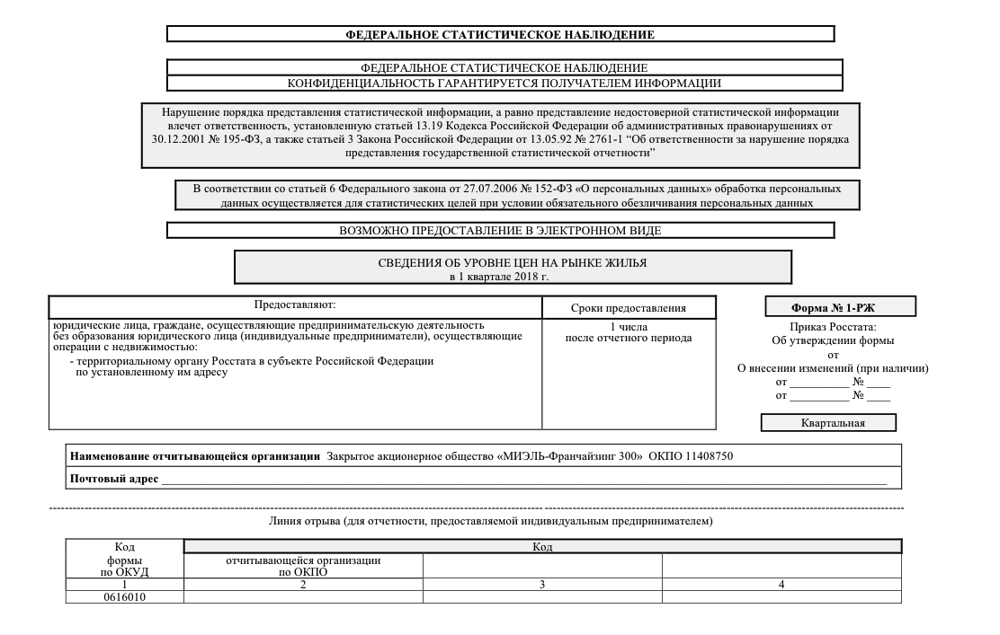 ФЕДЕРАЛЬНОЕ СТАТИСТИЧЕСКОЕ НАБЛЮДЕНИЕ
ФЕДЕРАЛЬНОЕ СТАТИСТИЧЕСКОЕ НАБЛЮДЕНИЕ
КОНФИДЕНЦИАЛЬНОСТЬ ГАРАНТИРУЕТСЯ ПОЛУЧАТЕЛЕМ ИНФОРМАЦИИ
Нарушение порядка представления статистической информации, а равно представление недостоверной статистической информации
влечет ответственность, установленную статьей 13.19 Кодекса Российской Федерации об административных правонарушениях от
30.12.2001 № 195-ФЗ, а также статьей 3 Закона Российской Федерации от 13.05.92 № 2761-1 “Об ответственности за нарушение порядка
представления государственной статистической отчетности”
В соответствии со статьей 6 Федерального закона от 27.07.2006 № 152-ФЗ «О персональных данных» обработка персональных
данных осуществляется для статистических целей при условии обязательного обезличивания персональных данных
ВОЗМОЖНО ПРЕДОСТАВЛЕНИЕ В ЭЛЕКТРОННОМ ВИДЕ
СВЕДЕНИЯ ОБ УРОВНЕ ЦЕН НА РЫНКЕ ЖИЛЬЯ
в 1 квартале 2018 г.
Предоставляют:
Сроки предоставления
юридические лица, граждане, осуществляющие предпринимательскую деятельность
без образования юридического лица (индивидуальные предприниматели), осуществляющие
операции с недвижимостью:
- территориальному органу Росстата в субъекте Российской Федерации
по установленному им адресу
1 числа
после отчетного периода
Форма № 1-РЖ
Приказ Росстата:
Об утверждении формы
от
О внесении изменений (при наличии)
от __________ № ____
от __________ № ____
Квартальная
Наименование отчитывающейся организации Закрытое акционерное общество «МИЭЛЬ-Франчайзинг 300» ОКПО 11408750
Почтовый адрес ____________________
Линия отрыва (для отчетности, предоставляемой индивидуальным предпринимателем)
Код
формы
по ОКУД
Код
отчитывающейся организации
по ОКПО
1 2 3 4
0616010